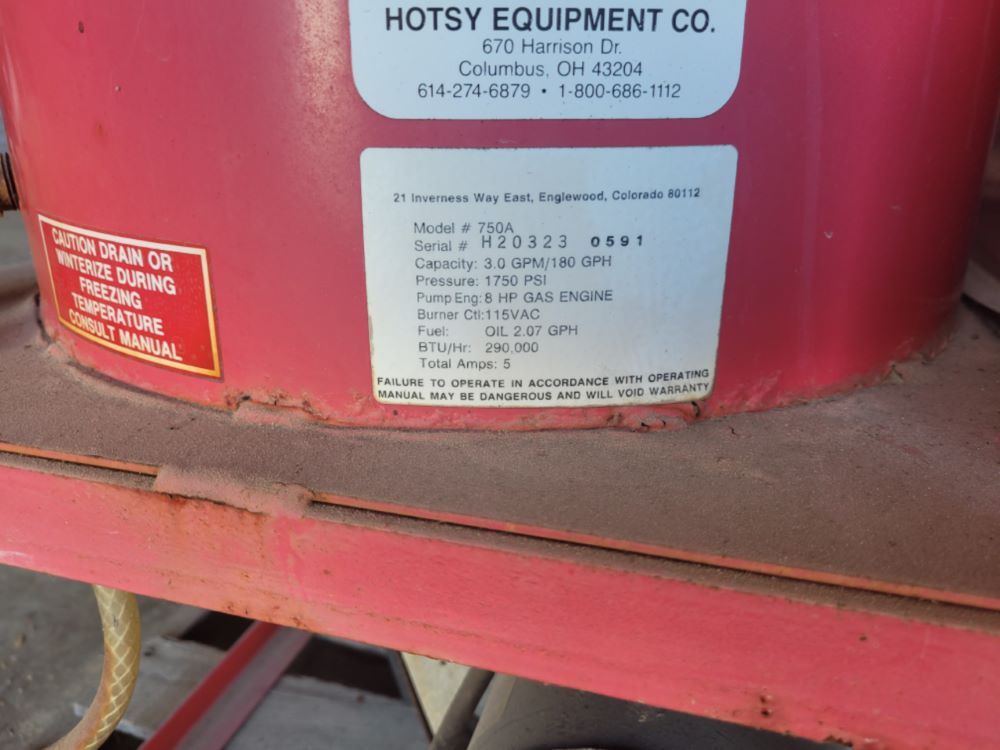 HOTSY EQUIPMENT CO.
670 Harrison Dr.
Columbus, OH 43204
614-274-6879 • 1-800-686-1112
21 Inverness Way East, Englewood, Colorado 80112
Model # 750A
Serial # H20323 0591
Capacity: 3.0 GPM/180 GPH
Pressure: 1750 PSI
Pump Eng: 8 HP GAS ENGINE
Burner Ctl: 115VAC
Fuel: OIL 2.07 GPH
BTU/Hr: 290,000
Total Amps: 5
FAILURE TO OPERATE IN ACCORDANCE WITH OPERATING
MANUAL MAY BE DANGEROUS AND WILL VOID WARRANTY
CAUTION DRAIN OR
WINTERIZE DURING
FREEZING
TEMPERATURE
CONSULT MANUAL